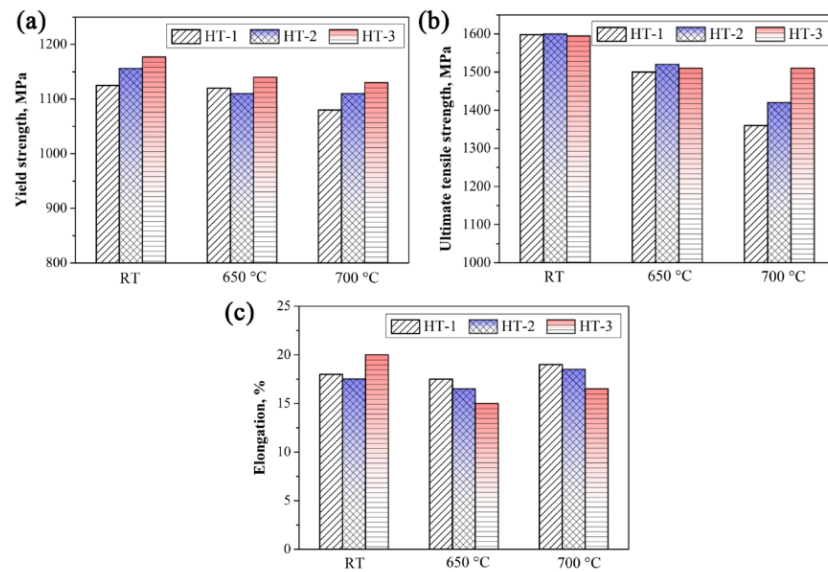 (a)
HT-1 HT-2 HT-3
Yield strength, MPa
1200
1100
1000
900
800
RT 650 °C 700 °C
(b)
HT-1 HT-2 HT-3
Ultimate tensile strength, MPa
1600
1500
1400
1300
1200
1100
1000
RT 650 °C 700 °C
(c)
HT-1 HT-2 HT-3
Elongation, %
25
20
15
10
5
0
RT 650 °C 700 °C